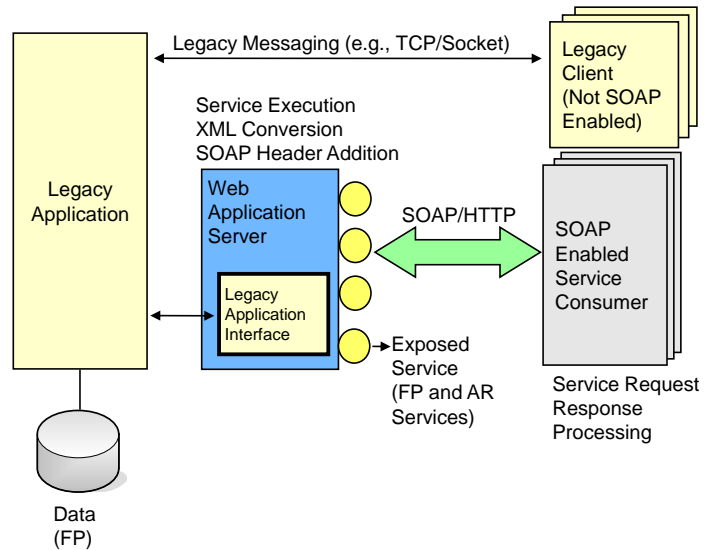 Legacy Messaging (e.g., TCP/Socket)
Legacy
Client
(Not SOAP
Enabled)
Service Execution
XML Conversion
SOAP Header Addition
Legacy
Application
Web
Application
Server
SOAP/HTTP
SOAP
Enabled
Service
Consumer
Legacy
Application
Interface
Exposed
Service
(FP and AR
Services)
Service Request
Response
Processing
Data
(FP)